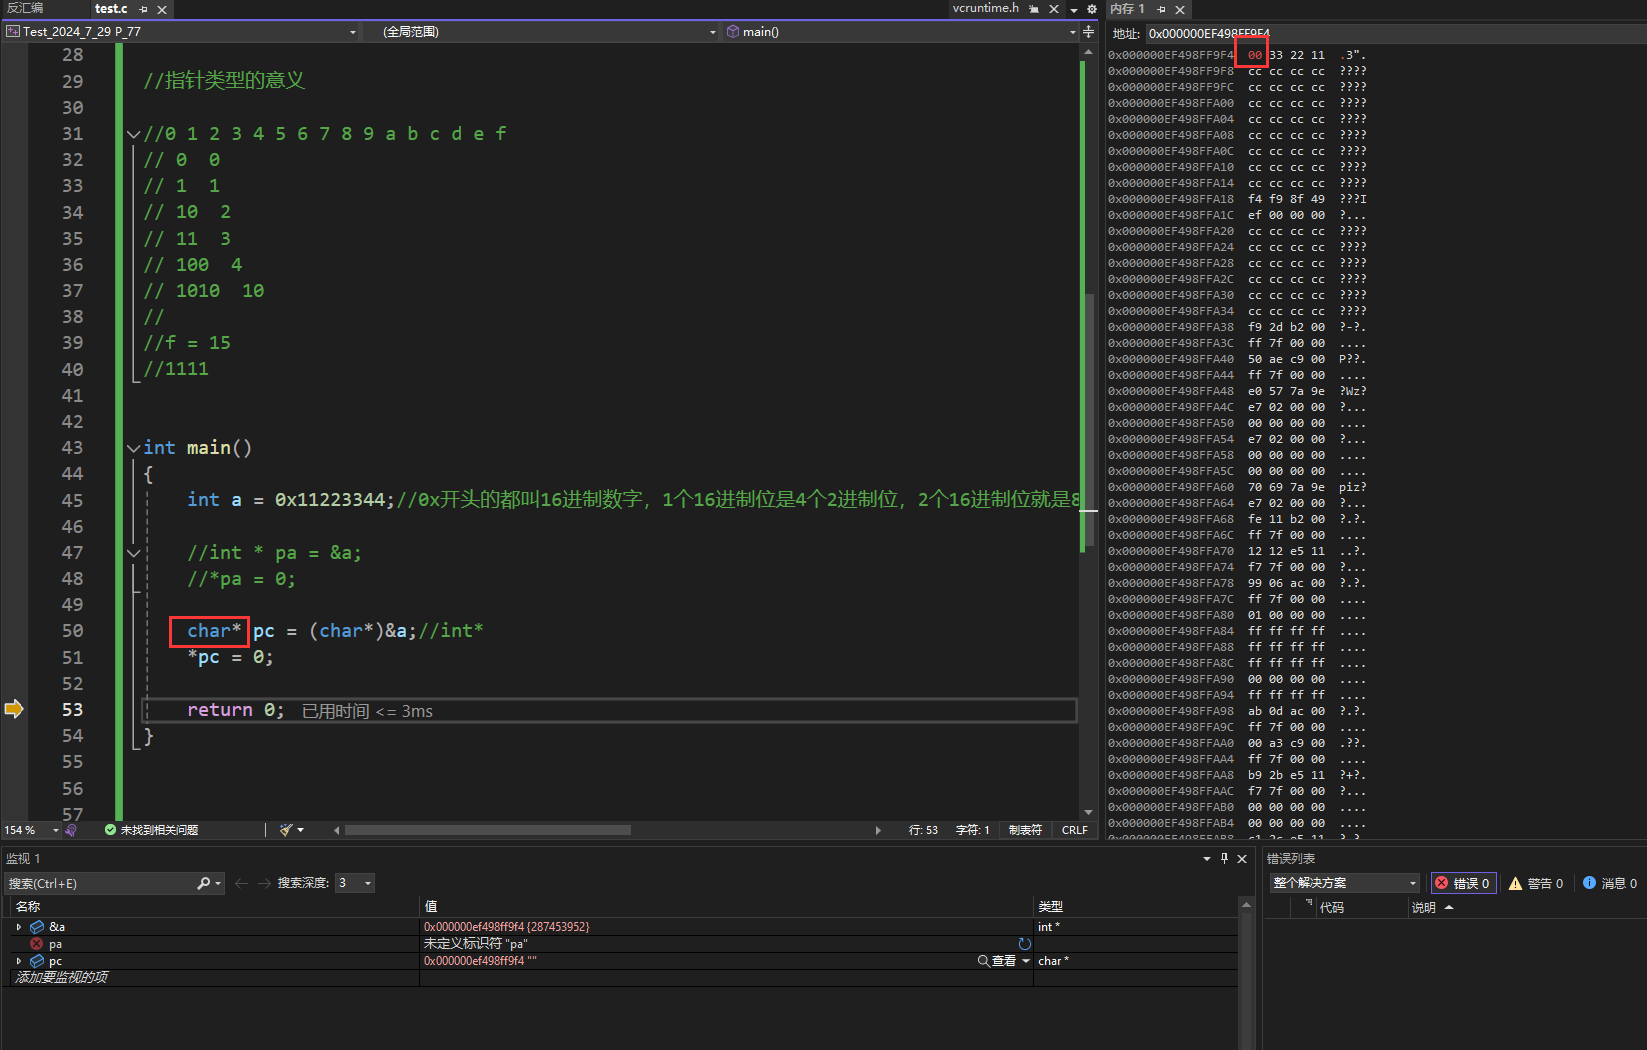 反汇编
test.c
vcruntime.h
Test_2024_7_29 P_77
(全局范围)
main()
28
29 //指针类型的意义
30
31 //0 1 2 3 4 5 6 7 8 9 a b c d e f
32 // 0 0
33 // 1 1
34 // 10 2
35 // 11 3
36 // 100 4
37 // 1010 10
38 //
39 //f = 15
40 //1111
41
42
43 int main()
44 {
45 int a = 0x11223344;//0x开头的都叫16进制数字，1个16进制位是4个2进制位，2个16进制位就是8
46
47 //int * pa = &a;
48 //*pa = 0;
49
50 char* pc = (char*)&a;//int*
51 *pc = 0;
52
53 return 0; 已用时间 <= 3ms
54 }
55
56
57
154 %
未找到相关问题
行: 53
字符: 1
制表符
CRLF
内存 1
地址: 0x000000EF498FF9F4
0x000000EF498FF9F4 00 33 22 11 .3".
0x000000EF498FF9F8 cc cc cc cc ????
0x000000EF498FF9FC cc cc cc cc ????
0x000000EF498FFA00 cc cc cc cc ????
0x000000EF498FFA04 cc cc cc cc ????
0x000000EF498FFA08 cc cc cc cc ????
0x000000EF498FFA0C cc cc cc cc ????
0x000000EF498FFA10 cc cc cc cc ????
0x000000EF498FFA14 cc cc cc cc ????
0x000000EF498FFA18 f4 f9 8f 49 ???I
0x000000EF498FFA1C ef 00 00 00 ?...
0x000000EF498FFA20 cc cc cc cc ????
0x000000EF498FFA24 cc cc cc cc ????
0x000000EF498FFA28 cc cc cc cc ????
0x000000EF498FFA2C cc cc cc cc ????
0x000000EF498FFA30 cc cc cc cc ????
0x000000EF498FFA34 cc cc cc cc ????
0x000000EF498FFA38 f9 2d b2 00 ?-?.
0x000000EF498FFA3C ff 7f 00 00 ....
0x000000EF498FFA40 50 ae c9 00 P??.
0x000000EF498FFA44 ff 7f 00 00 ....
0x000000EF498FFA48 e0 57 7a 9e ?Wz?
0x000000EF498FFA4C e7 02 00 00 ?...
0x000000EF498FFA50 00 00 00 00 ....
0x000000EF498FFA54 e7 02 00 00 ?...
0x000000EF498FFA58 00 00 00 00 ....
0x000000EF498FFA5C 00 00 00 00 ....
0x000000EF498FFA60 70 69 7a 9e piz?
0x000000EF498FFA64 e7 02 00 00 ?...
0x000000EF498FFA68 fe 11 b2 00 ?.?.
0x000000EF498FFA6C ff 7f 00 00 ....
0x000000EF498FFA70 12 12 e5 11 ..?.
0x000000EF498FFA74 f7 7f 00 00 ?...
0x000000EF498FFA78 99 06 ac 00 ?.?.
0x000000EF498FFA7C ff 7f 00 00 ....
0x000000EF498FFA80 01 00 00 00 ....
0x000000EF498FFA84 ff ff ff ff ....
0x000000EF498FFA88 ff ff ff ff ....
0x000000EF498FFA8C ff ff ff ff ....
0x000000EF498FFA90 00 00 00 00 ....
0x000000EF498FFA94 ff ff ff ff ....
0x000000EF498FFA98 ab 0d ac 00 ?.?.
0x000000EF498FFA9C ff 7f 00 00 ....
0x000000EF498FFAA0 00 a3 c9 00 .??.
0x000000EF498FFAA4 ff 7f 00 00 ....
0x000000EF498FFAA8 b9 2b e5 11 ?+?.
0x000000EF498FFAAC f7 7f 00 00 ?...
0x000000EF498FFAB0 00 00 00 00 ....
0x000000EF498FFAB4 00 00 00 00 ....
监视 1
搜索(Ctrl+E)
搜索深度: 3
名称 值 类型
&a 0x000000ef498ff9f4 {287453952} int *
pa 未定义标识符 "pa"
pc 0x000000ef498ff9f4 "" 查看 char *
添加要监视的项
错误列表
整个解决方案
错误 0
警告 0
消息 0
代码
说明